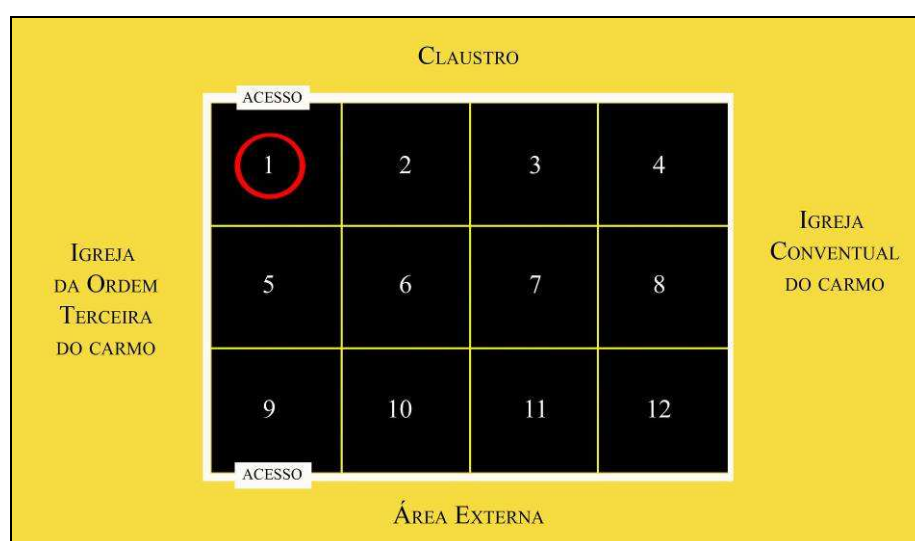 CLAUSTRO
ACESSO
1 2 3 4
IGREJA
DA ORDEM
TERCEIRA
DO CARMO
5 6 7 8
IGREJA
CONVENTUAL
DO CARMO
9 10 11 12
ACESSO
ÁREA EXTERNA